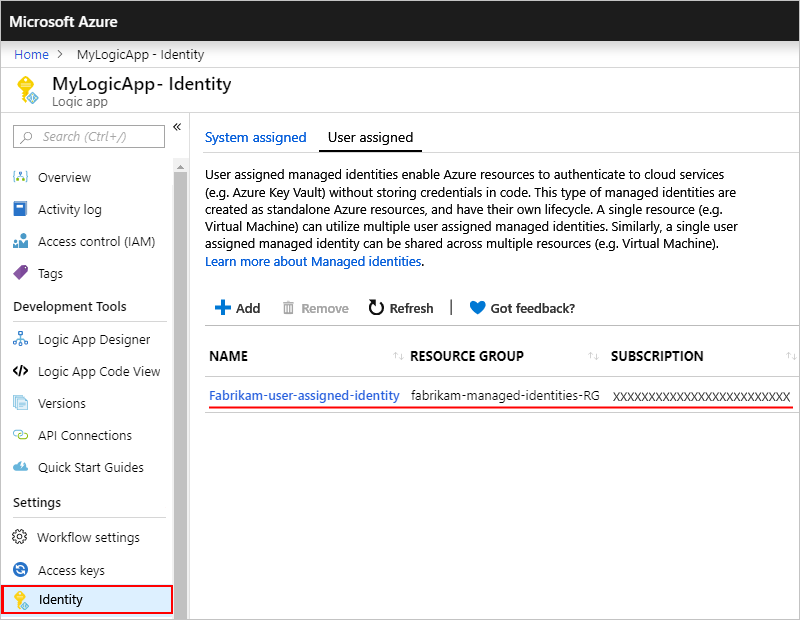 Microsoft Azure
Home > MyLogicApp - Identity
MyLogicApp - Identity
Logic app
Search (Ctrl+/)
«
Overview
Activity log
Access control (IAM)
Tags
Development Tools
Logic App Designer
Logic App Code View
Versions
API Connections
Quick Start Guides
Settings
Workflow settings
Access keys
Identity
System assigned User assigned
User assigned managed identities enable Azure resources to authenticate to cloud services
(e.g. Azure Key Vault) without storing credentials in code. This type of managed identities are
created as standalone Azure resources, and have their own lifecycle. A single resource (e.g.
Virtual Machine) can utilize multiple user assigned managed identities. Similarly, a single user
assigned managed identity can be shared across multiple resources (e.g. Virtual Machine).
Learn more about Managed identities.
Add Remove Refresh | Got feedback?
NAME ↑↓ RESOURCE GROUP ↑↓ SUBSCRIPTION ↑↓
Fabrikam-user-assigned-identity fabrikam-managed-identities-RG XXXXXXXXXXXXXXXXXXXXXXXXX